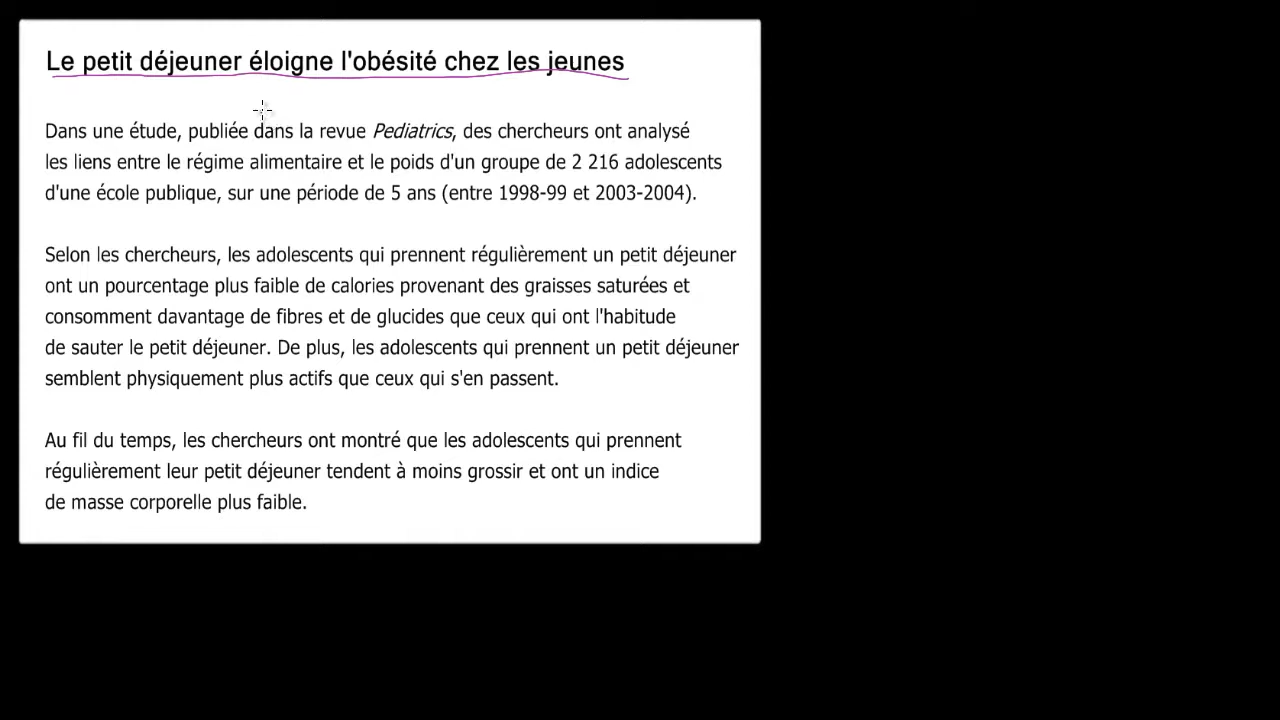 Le petit déjeuner éloigne l'obésité chez les jeunes
Dans une étude, publiée dans la revue Pediatrics, des chercheurs ont analysé
les liens entre le régime alimentaire et le poids d'un groupe de 2 216 adolescents
d'une école publique, sur une période de 5 ans (entre 1998-99 et 2003-2004).
Selon les chercheurs, les adolescents qui prennent régulièrement un petit déjeuner
ont un pourcentage plus faible de calories provenant des graisses saturées et
consomment davantage de fibres et de glucides que ceux qui ont l'habitude
de sauter le petit déjeuner. De plus, les adolescents qui prennent un petit déjeuner
semblent physiquement plus actifs que ceux qui s'en passent.
Au fil du temps, les chercheurs ont montré que les adolescents qui prennent
régulièrement leur petit déjeuner tendent à moins grossir et ont un indice
de masse corporelle plus faible.